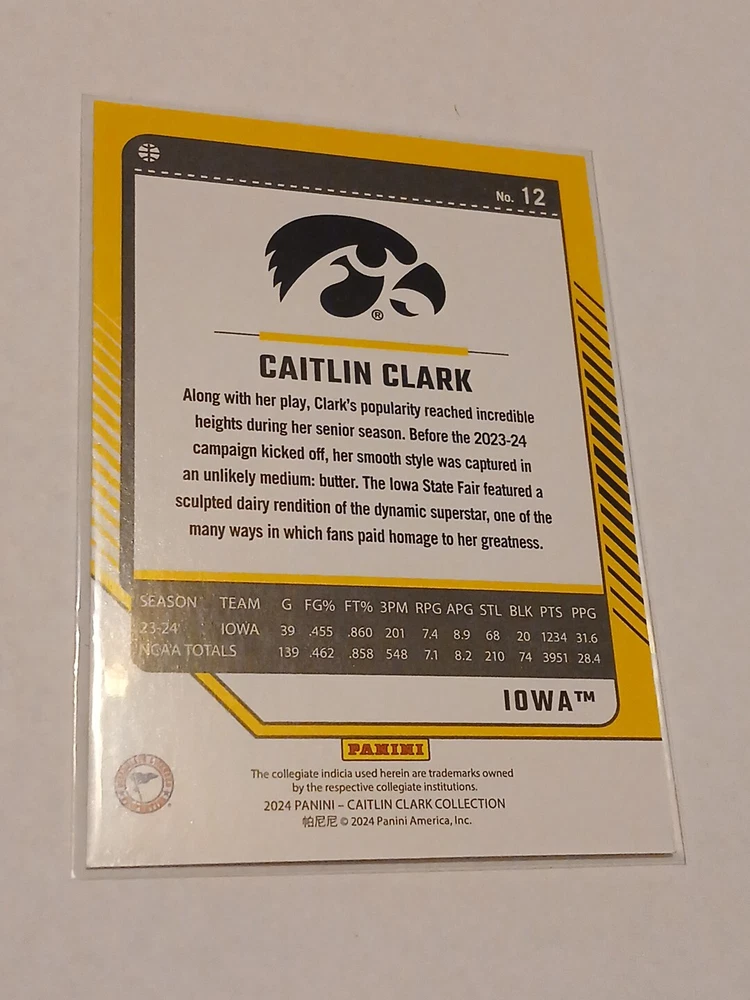 No. 12
®
CAITLIN CLARK
Along with her play, Clark's popularity reached incredible
heights during her senior season. Before the 2023-24
campaign kicked off, her smooth style was captured in
an unlikely medium: butter. The Iowa State Fair featured a
sculpted dairy rendition of the dynamic superstar, one of the
many ways in which fans paid homage to her greatness.
SEASON TEAM G FG% FT% 3PM RPG APG STL BLK PTS PPG
23-24 IOWA 39 .455 .860 201 7.4 8.9 68 20 1234 31.6
NCAA TOTALS 139 .462 .858 548 7.1 8.2 210 74 3951 28.4
IOWA™
PANINI
The collegiate indicia used herein are trademarks owned
by the respective collegiate institutions.
2024 PANINI – CAITLIN CLARK COLLECTION
帕尼尼 © 2024 Panini America, Inc.